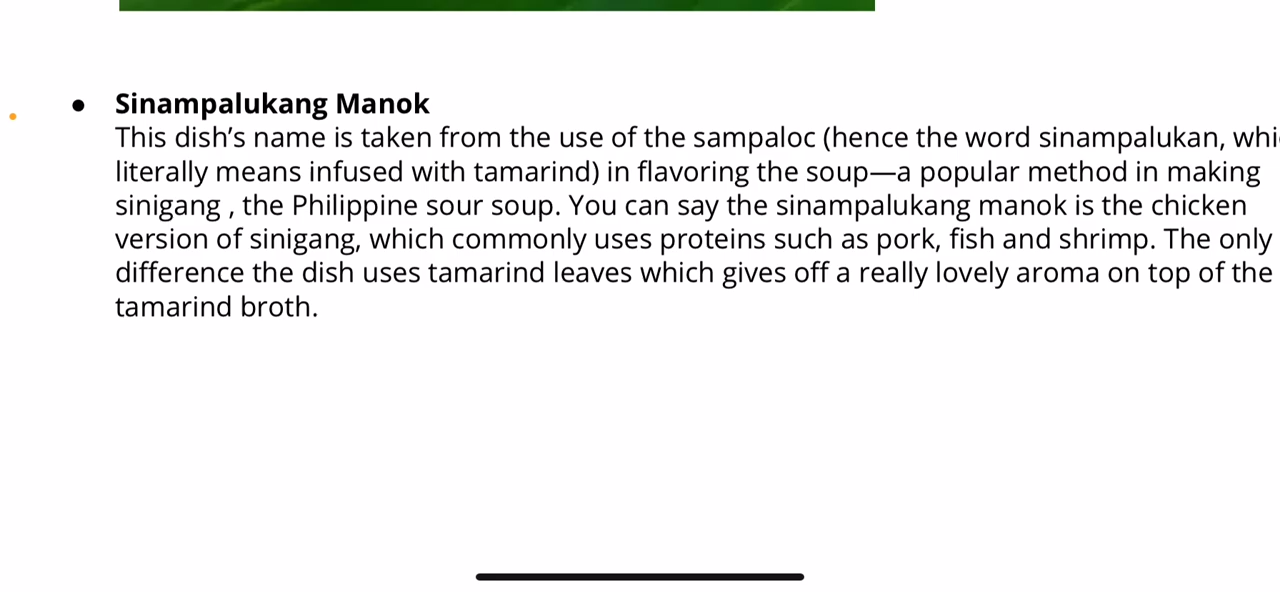 Sinampalukang Manok
This dish’s name is taken from the use of the sampaloc (hence the word sinampalukan,
literally means infused with tamarind) in flavoring the soup—a popular method in making
sinigang , the Philippine sour soup. You can say the sinampalukang manok is the chicken
version of sinigang, which commonly uses proteins such as pork, fish and shrimp. The only
difference the dish uses tamarind leaves which gives off a really lovely aroma on top of the
tamarind broth.